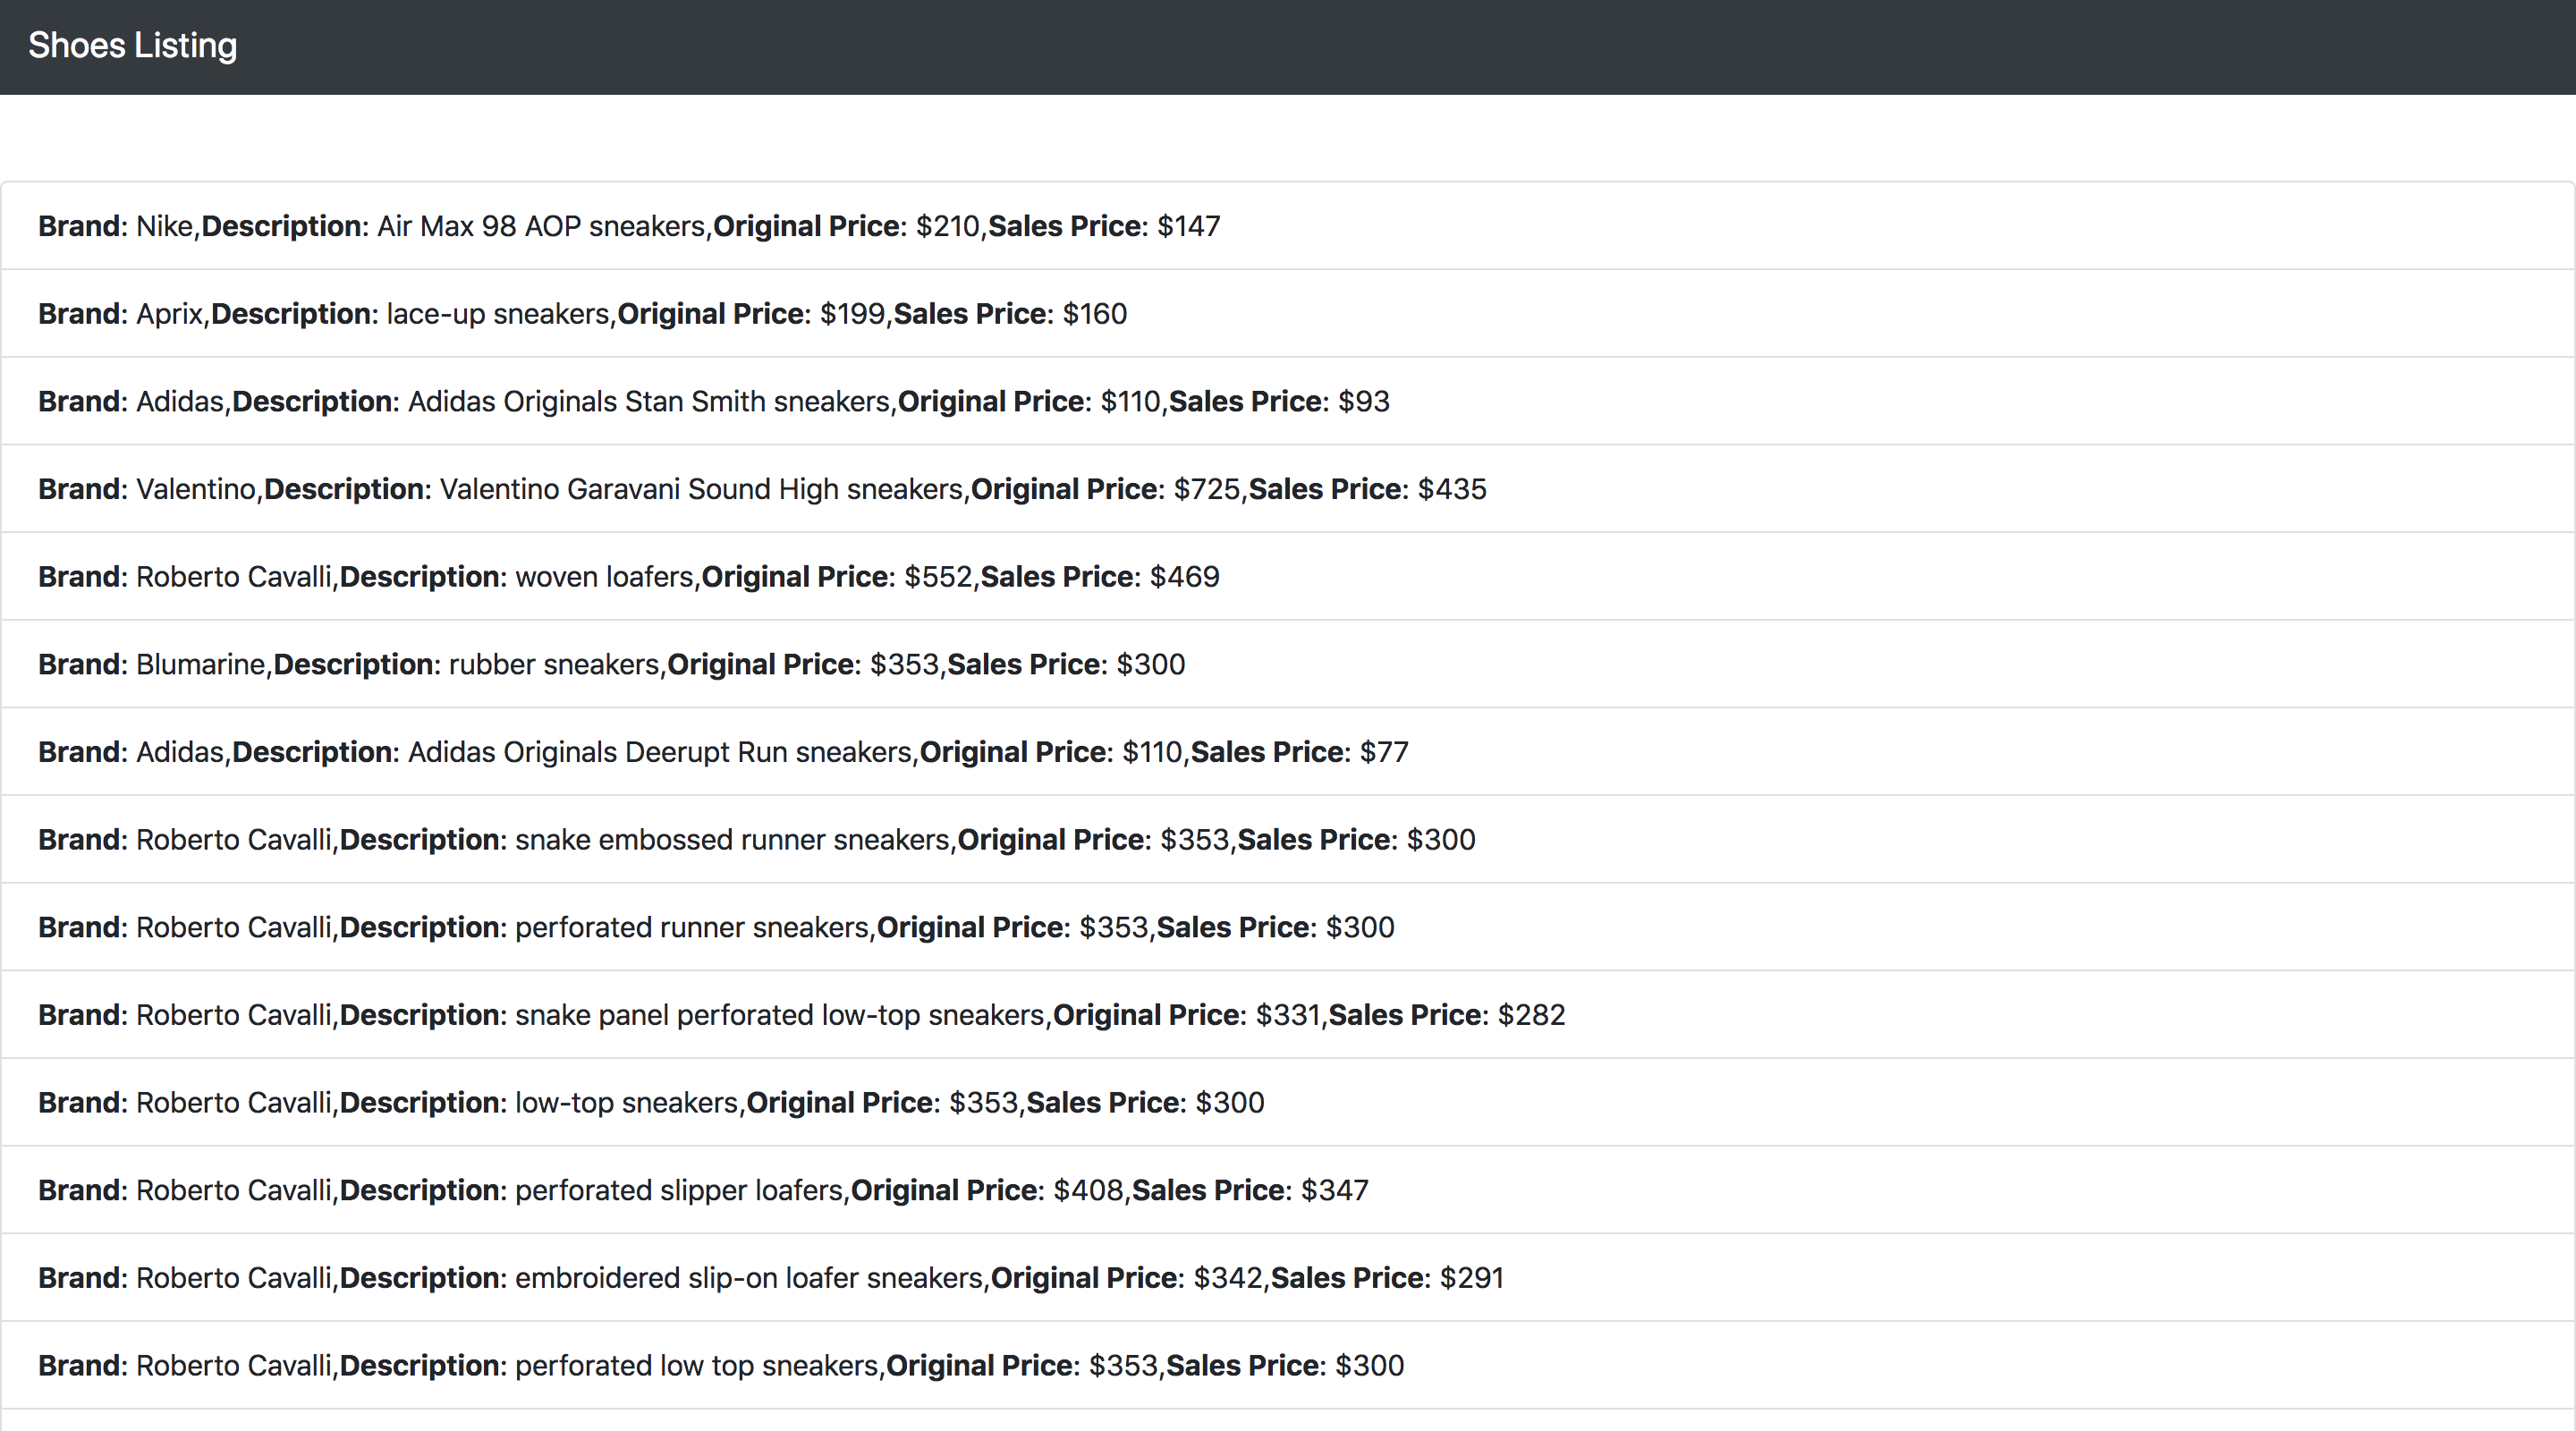 Shoes Listing
Brand: Nike,Description: Air Max 98 AOP sneakers,Original Price: $210,Sales Price: $147
Brand: Aprix,Description: lace-up sneakers,Original Price: $199,Sales Price: $160
Brand: Adidas,Description: Adidas Originals Stan Smith sneakers,Original Price: $110,Sales Price: $93
Brand: Valentino,Description: Valentino Garavani Sound High sneakers,Original Price: $725,Sales Price: $435
Brand: Roberto Cavalli,Description: woven loafers,Original Price: $552,Sales Price: $469
Brand: Blumarine,Description: rubber sneakers,Original Price: $353,Sales Price: $300
Brand: Adidas,Description: Adidas Originals Deerupt Run sneakers,Original Price: $110,Sales Price: $77
Brand: Roberto Cavalli,Description: snake embossed runner sneakers,Original Price: $353,Sales Price: $300
Brand: Roberto Cavalli,Description: perforated runner sneakers,Original Price: $353,Sales Price: $300
Brand: Roberto Cavalli,Description: snake panel perforated low-top sneakers,Original Price: $331,Sales Price: $282
Brand: Roberto Cavalli,Description: low-top sneakers,Original Price: $353,Sales Price: $300
Brand: Roberto Cavalli,Description: perforated slipper loafers,Original Price: $408,Sales Price: $347
Brand: Roberto Cavalli,Description: embroidered slip-on loafer sneakers,Original Price: $342,Sales Price: $291
Brand: Roberto Cavalli,Description: perforated low top sneakers,Original Price: $353,Sales Price: $300